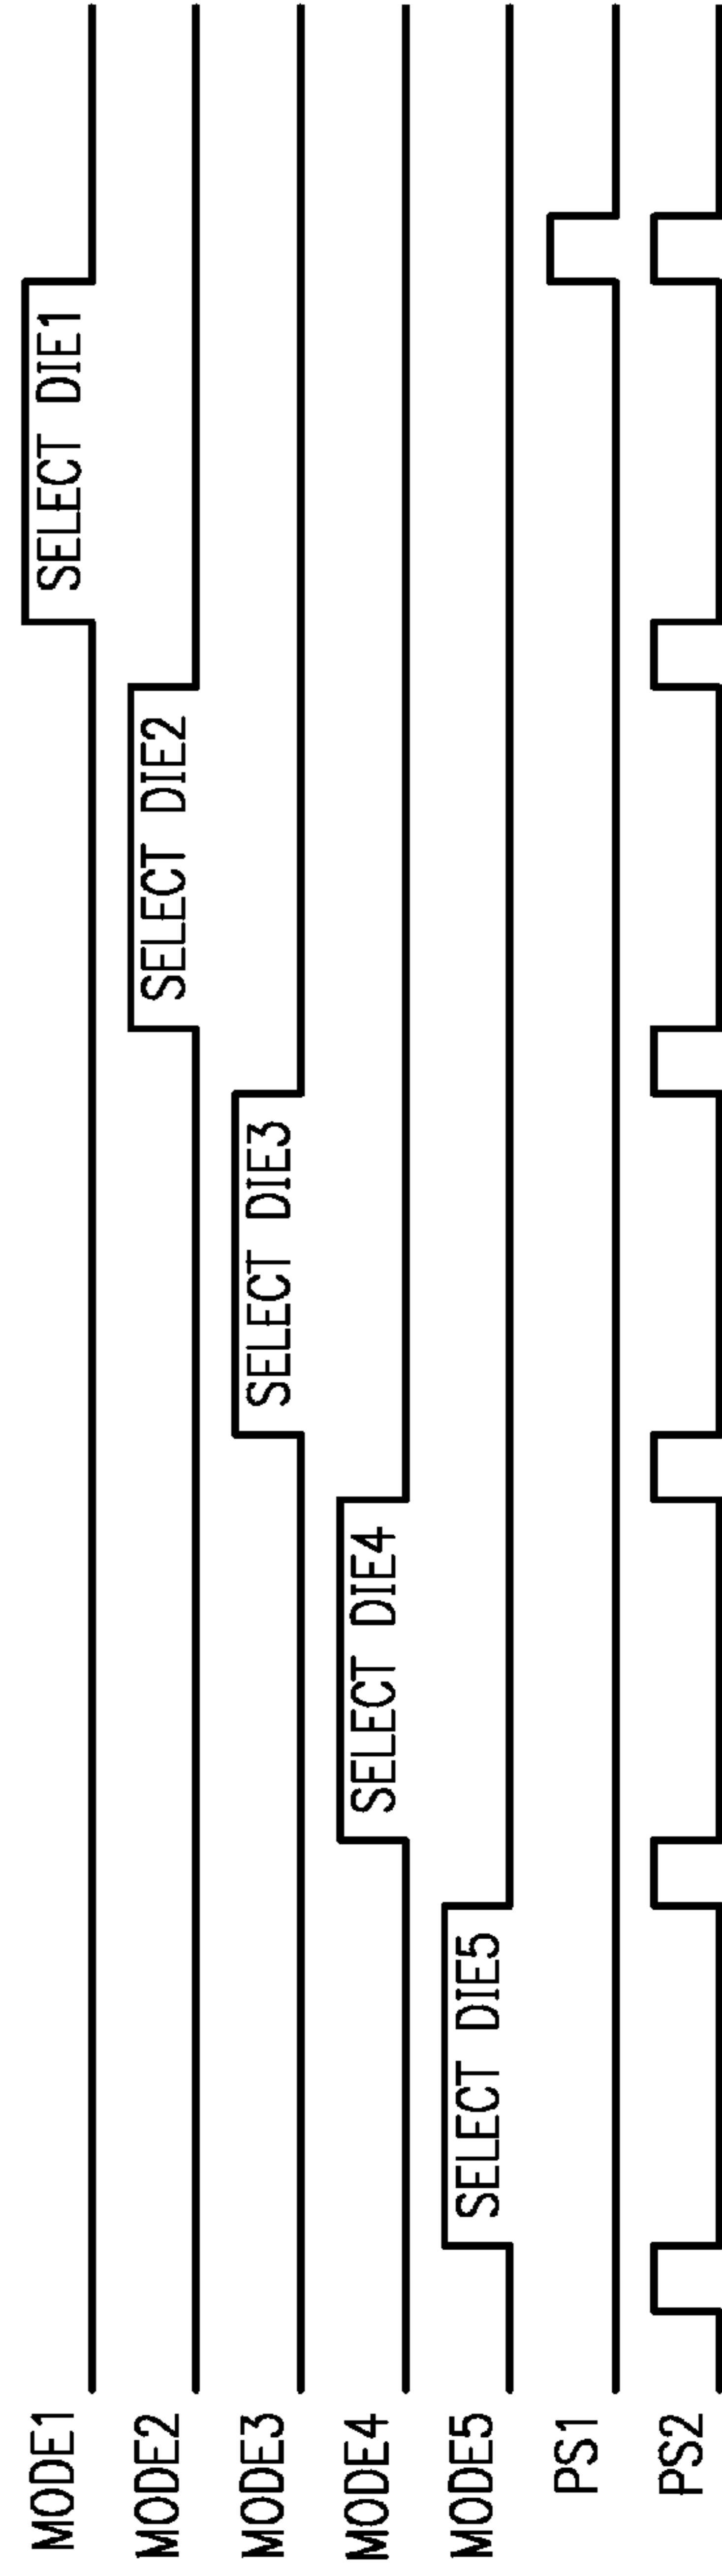 MODE1
SELECT DIE1
MODE2
SELECT DIE2
MODE3
SELECT DIE3
MODE4
SELECT DIE4
MODE5
SELECT DIE5
PS1
PS2